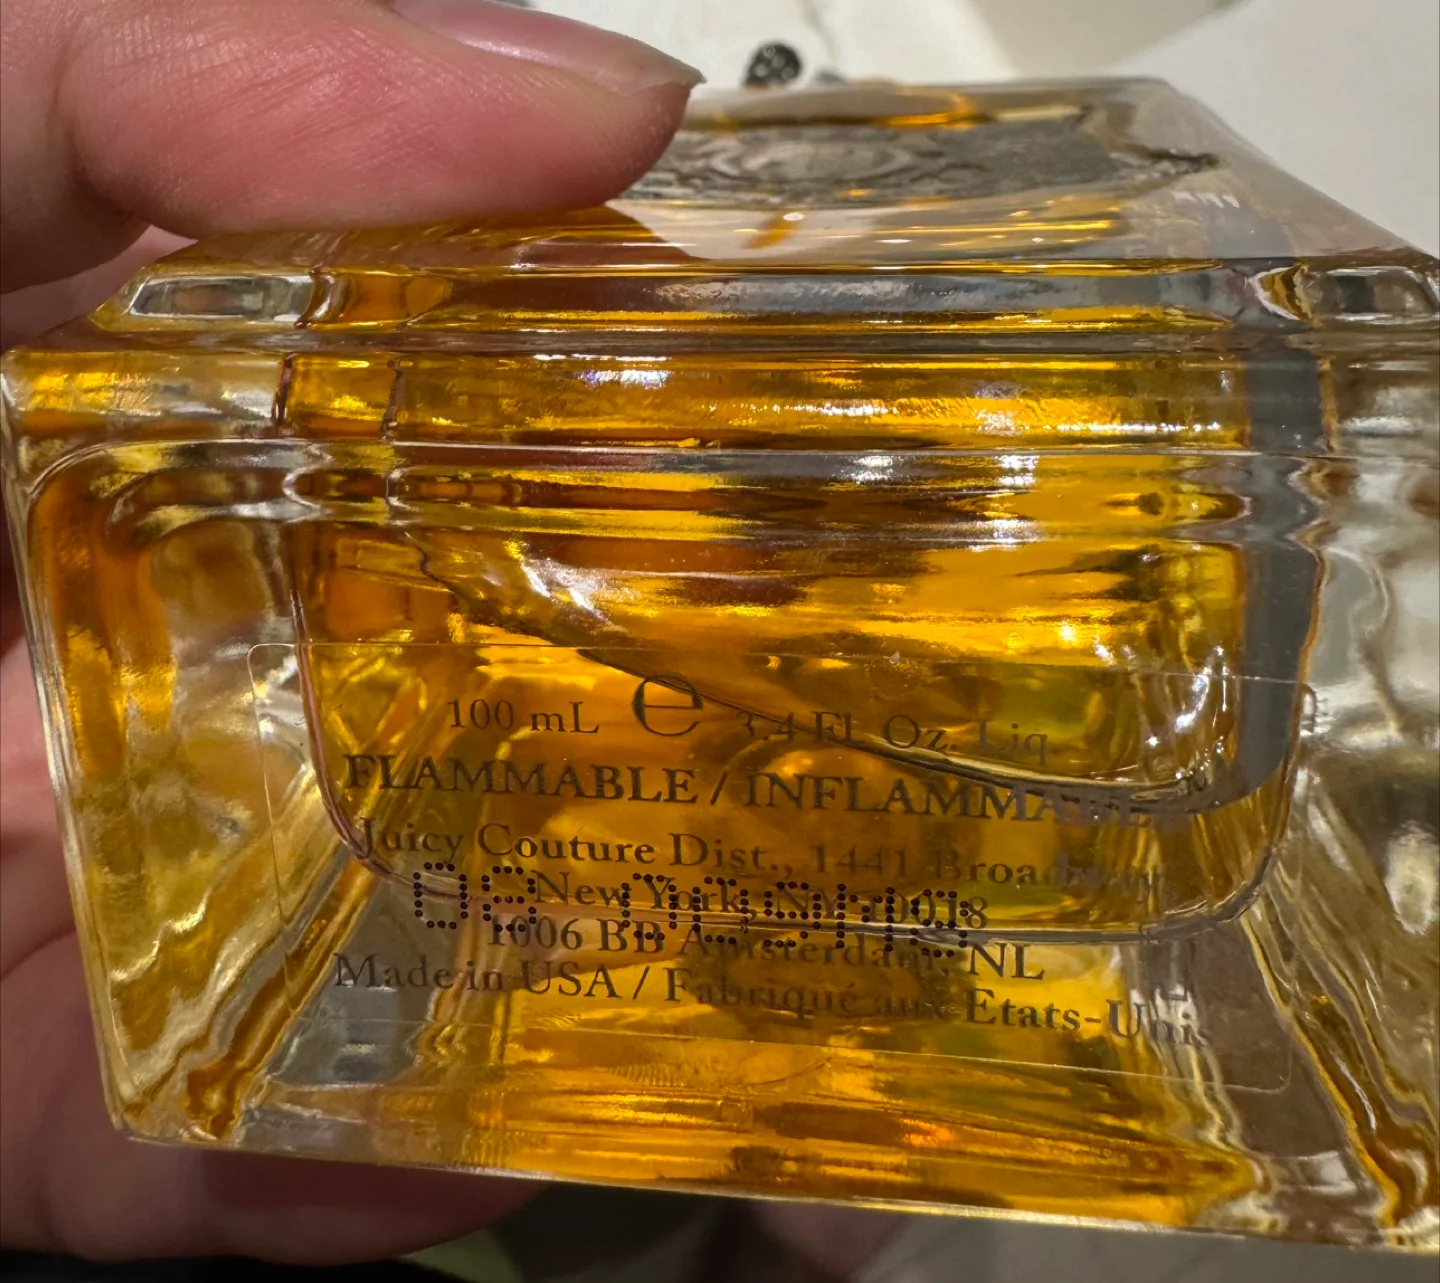 100 mL e 3.4 Fl. Oz. Liq.
FLAMMABLE / INFLAMMABLE
Juicy Couture Dist., 1441 Broadway
New York, NY 10018
1006 BB Amsterdam, NL
Made in USA / Fabriqué aux États-Unis